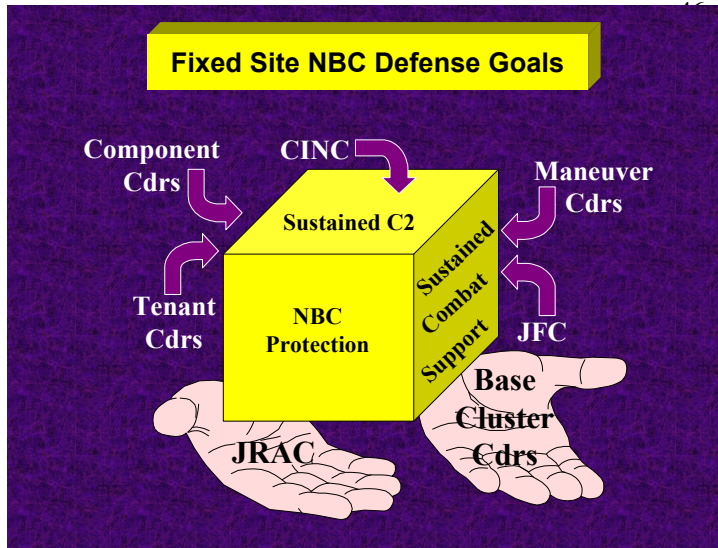 Fixed Site NBC Defense Goals
Component
Cdrs
CINC
Maneuver
Cdrs
Sustained C2
Sustained
Combat
Support
Tenant
Cdrs
NBC
Protection
JFC
Base
Cluster
Cdrs
JRAC